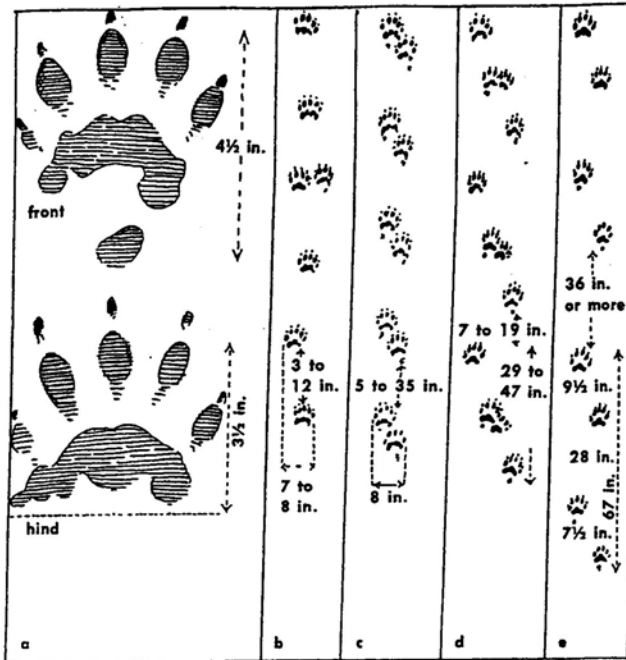 4½ in.
front
3½ in.
hind
a
3 to
12 in.
7 to
8 in.
b
5 to 35 in.
8 in.
c
7 to 19 in.
29 to
47 in.
d
36 in.
or more
9½ in.
28 in.
67 in.
7½ in.
e